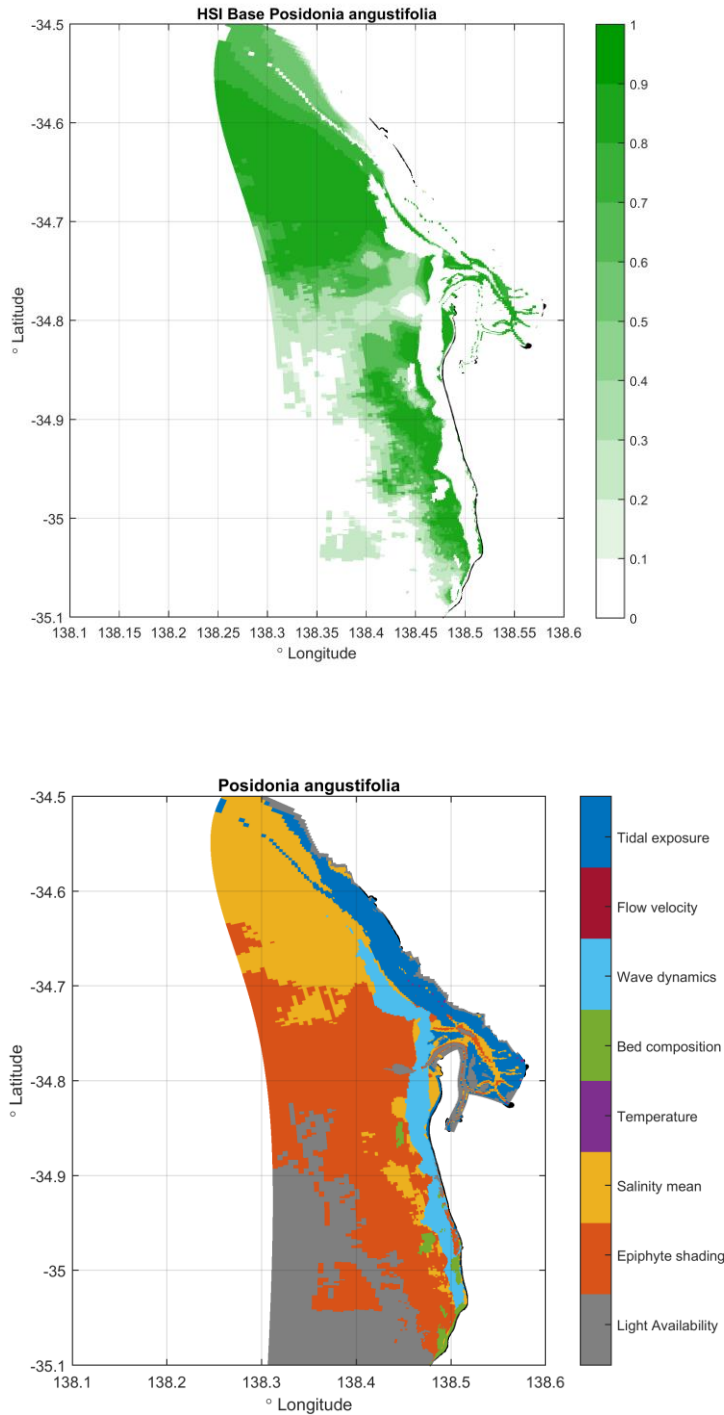 HSI Base Posidonia angustifolia
-34.5
-34.6
-34.7
-34.8
-34.9
-35
-35.1
° Latitude
138.1 138.15 138.2 138.25 138.3 138.35 138.4 138.45 138.5 138.55 138.6
° Longitude
1
0.9
0.8
0.7
0.6
0.5
0.4
0.3
0.2
0.1
0
Posidonia angustifolia
-34.5
-34.6
-34.7
-34.8
-34.9
-35
-35.1
° Latitude
138.1 138.2 138.3 138.4 138.5 138.6
° Longitude
Tidal exposure
Flow velocity
Wave dynamics
Bed composition
Temperature
Salinity mean
Epiphyte shading
Light Availability